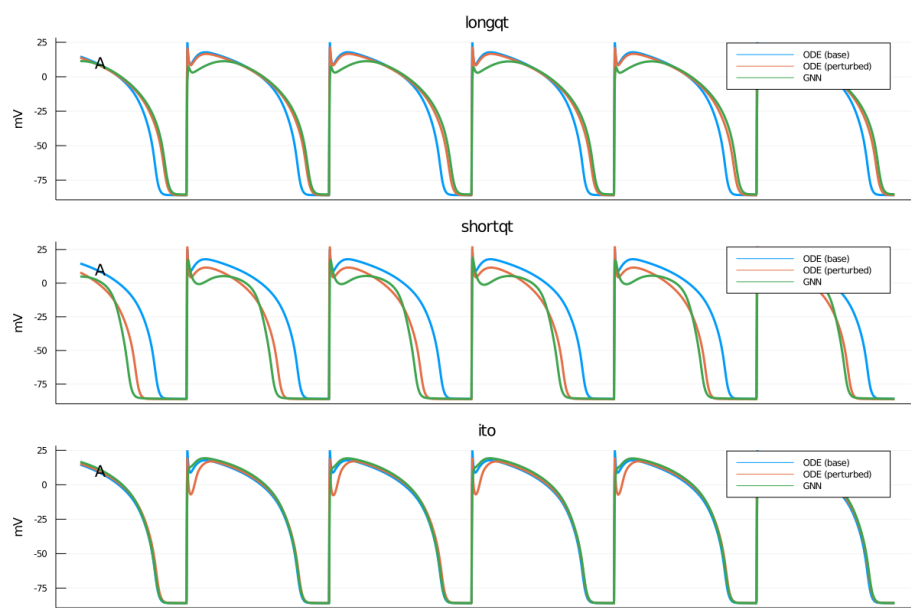 longqt
25
0
-25
-50
-75
mV
A
ODE (base)
ODE (perturbed)
GNN
shortqt
25
0
-25
-50
-75
mV
A
ODE (base)
ODE (perturbed)
GNN
ito
25
0
-25
-50
-75
mV
A
ODE (base)
ODE (perturbed)
GNN